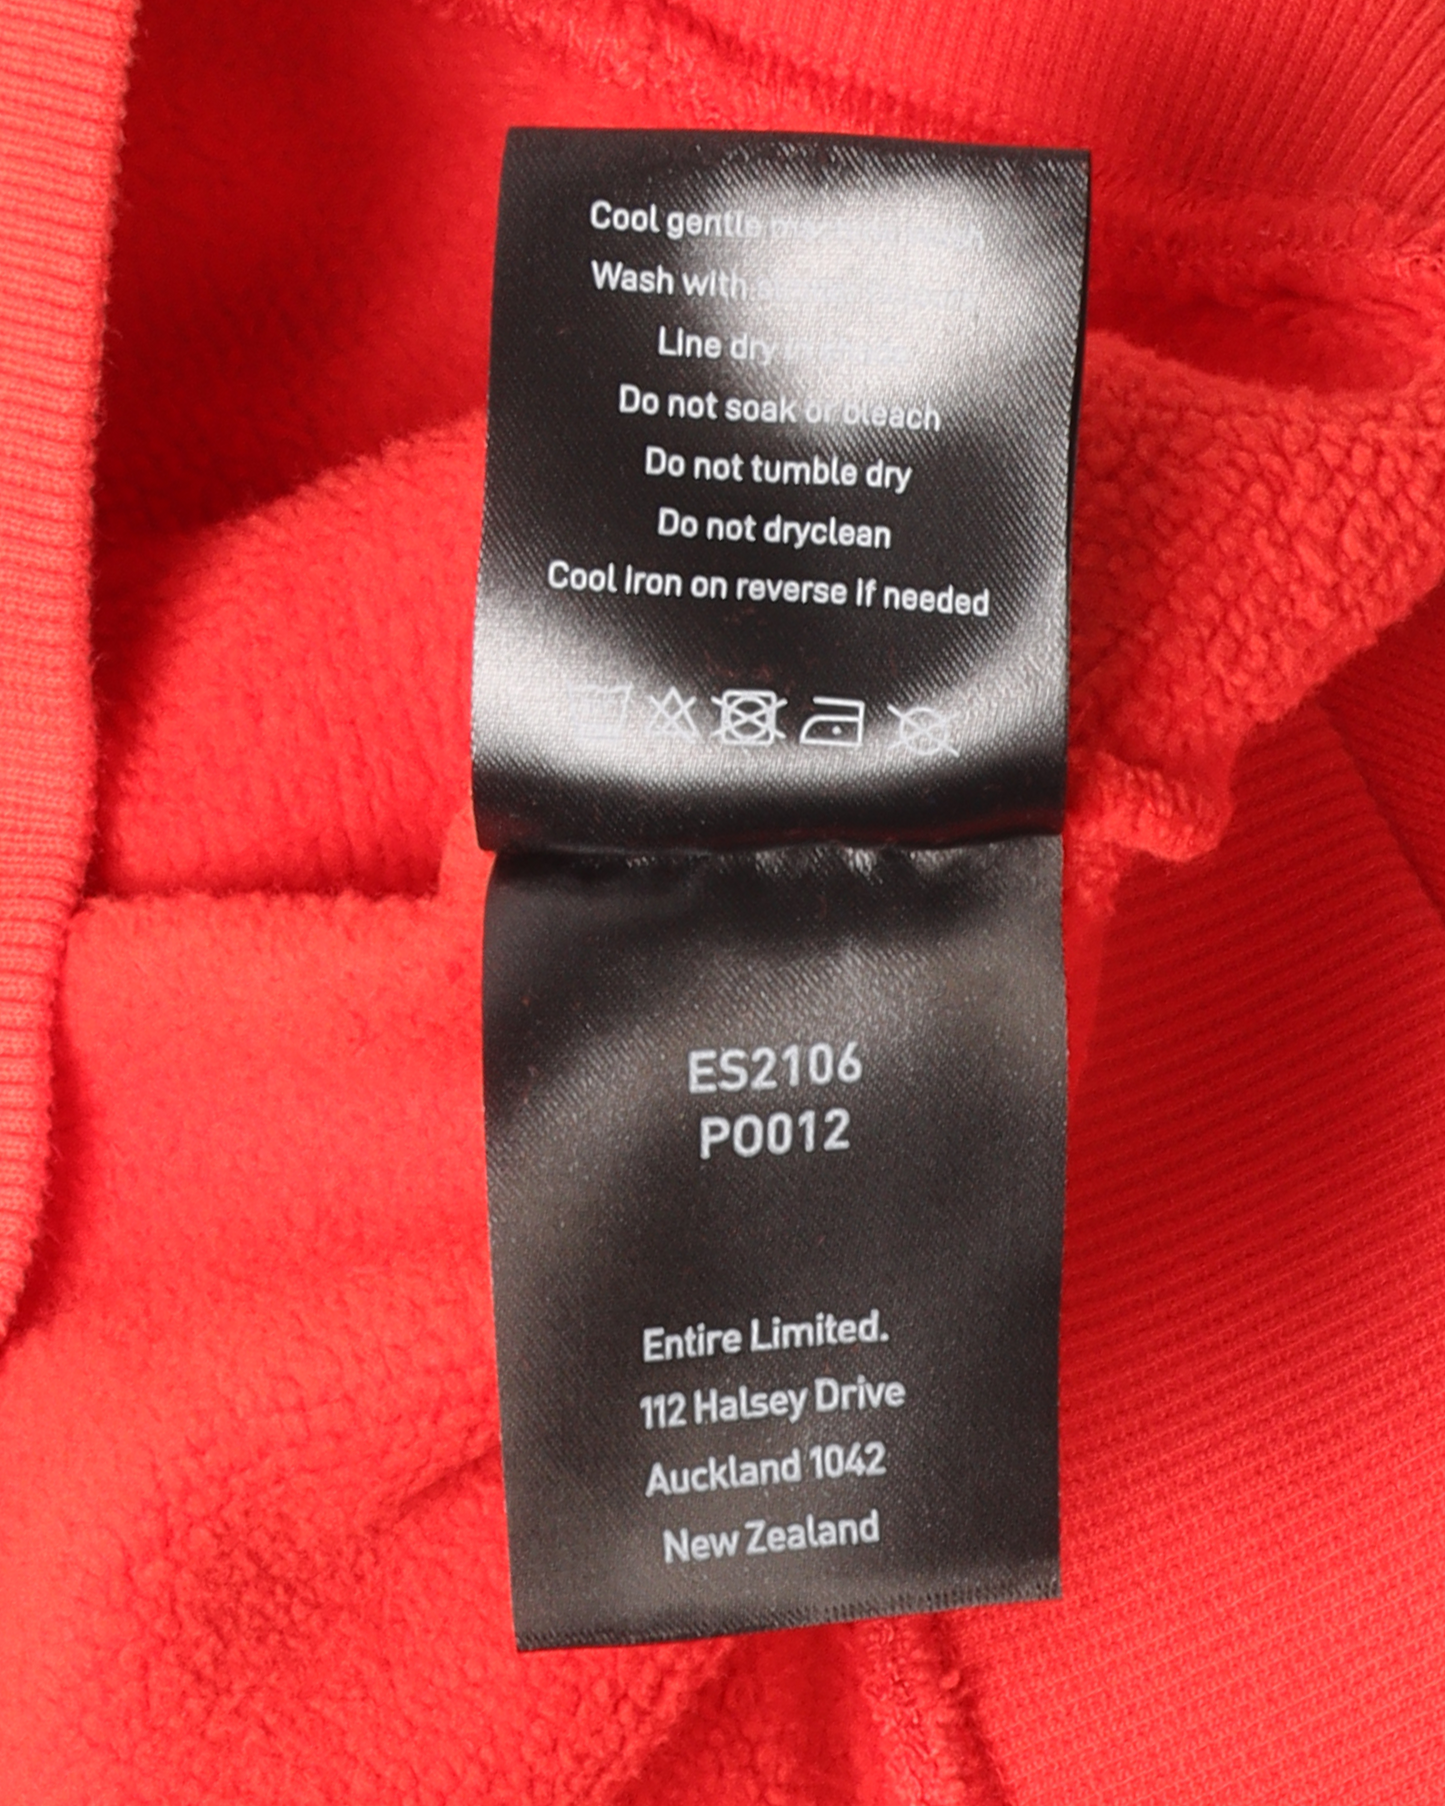 Cool gentle
Wash with
Line dry
Do not soak or bleach
Do not tumble dry
Do not dryclean
Cool iron on reverse if needed
ES2106
P0012
Entire Limited.
112 Halsey Drive
Auckland 1042
New Zealand